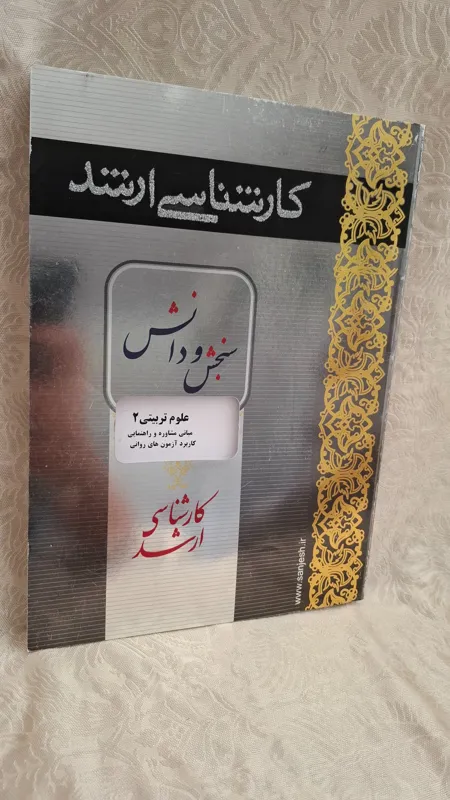 کارشناسی ارشد
سنجش و دانش
علوم تربیتی ۲
مبانی مشاوره و راهنمایی
کاربرد آزمون های روانی
کارشناسی
ارشد
www.sanjesh.ir